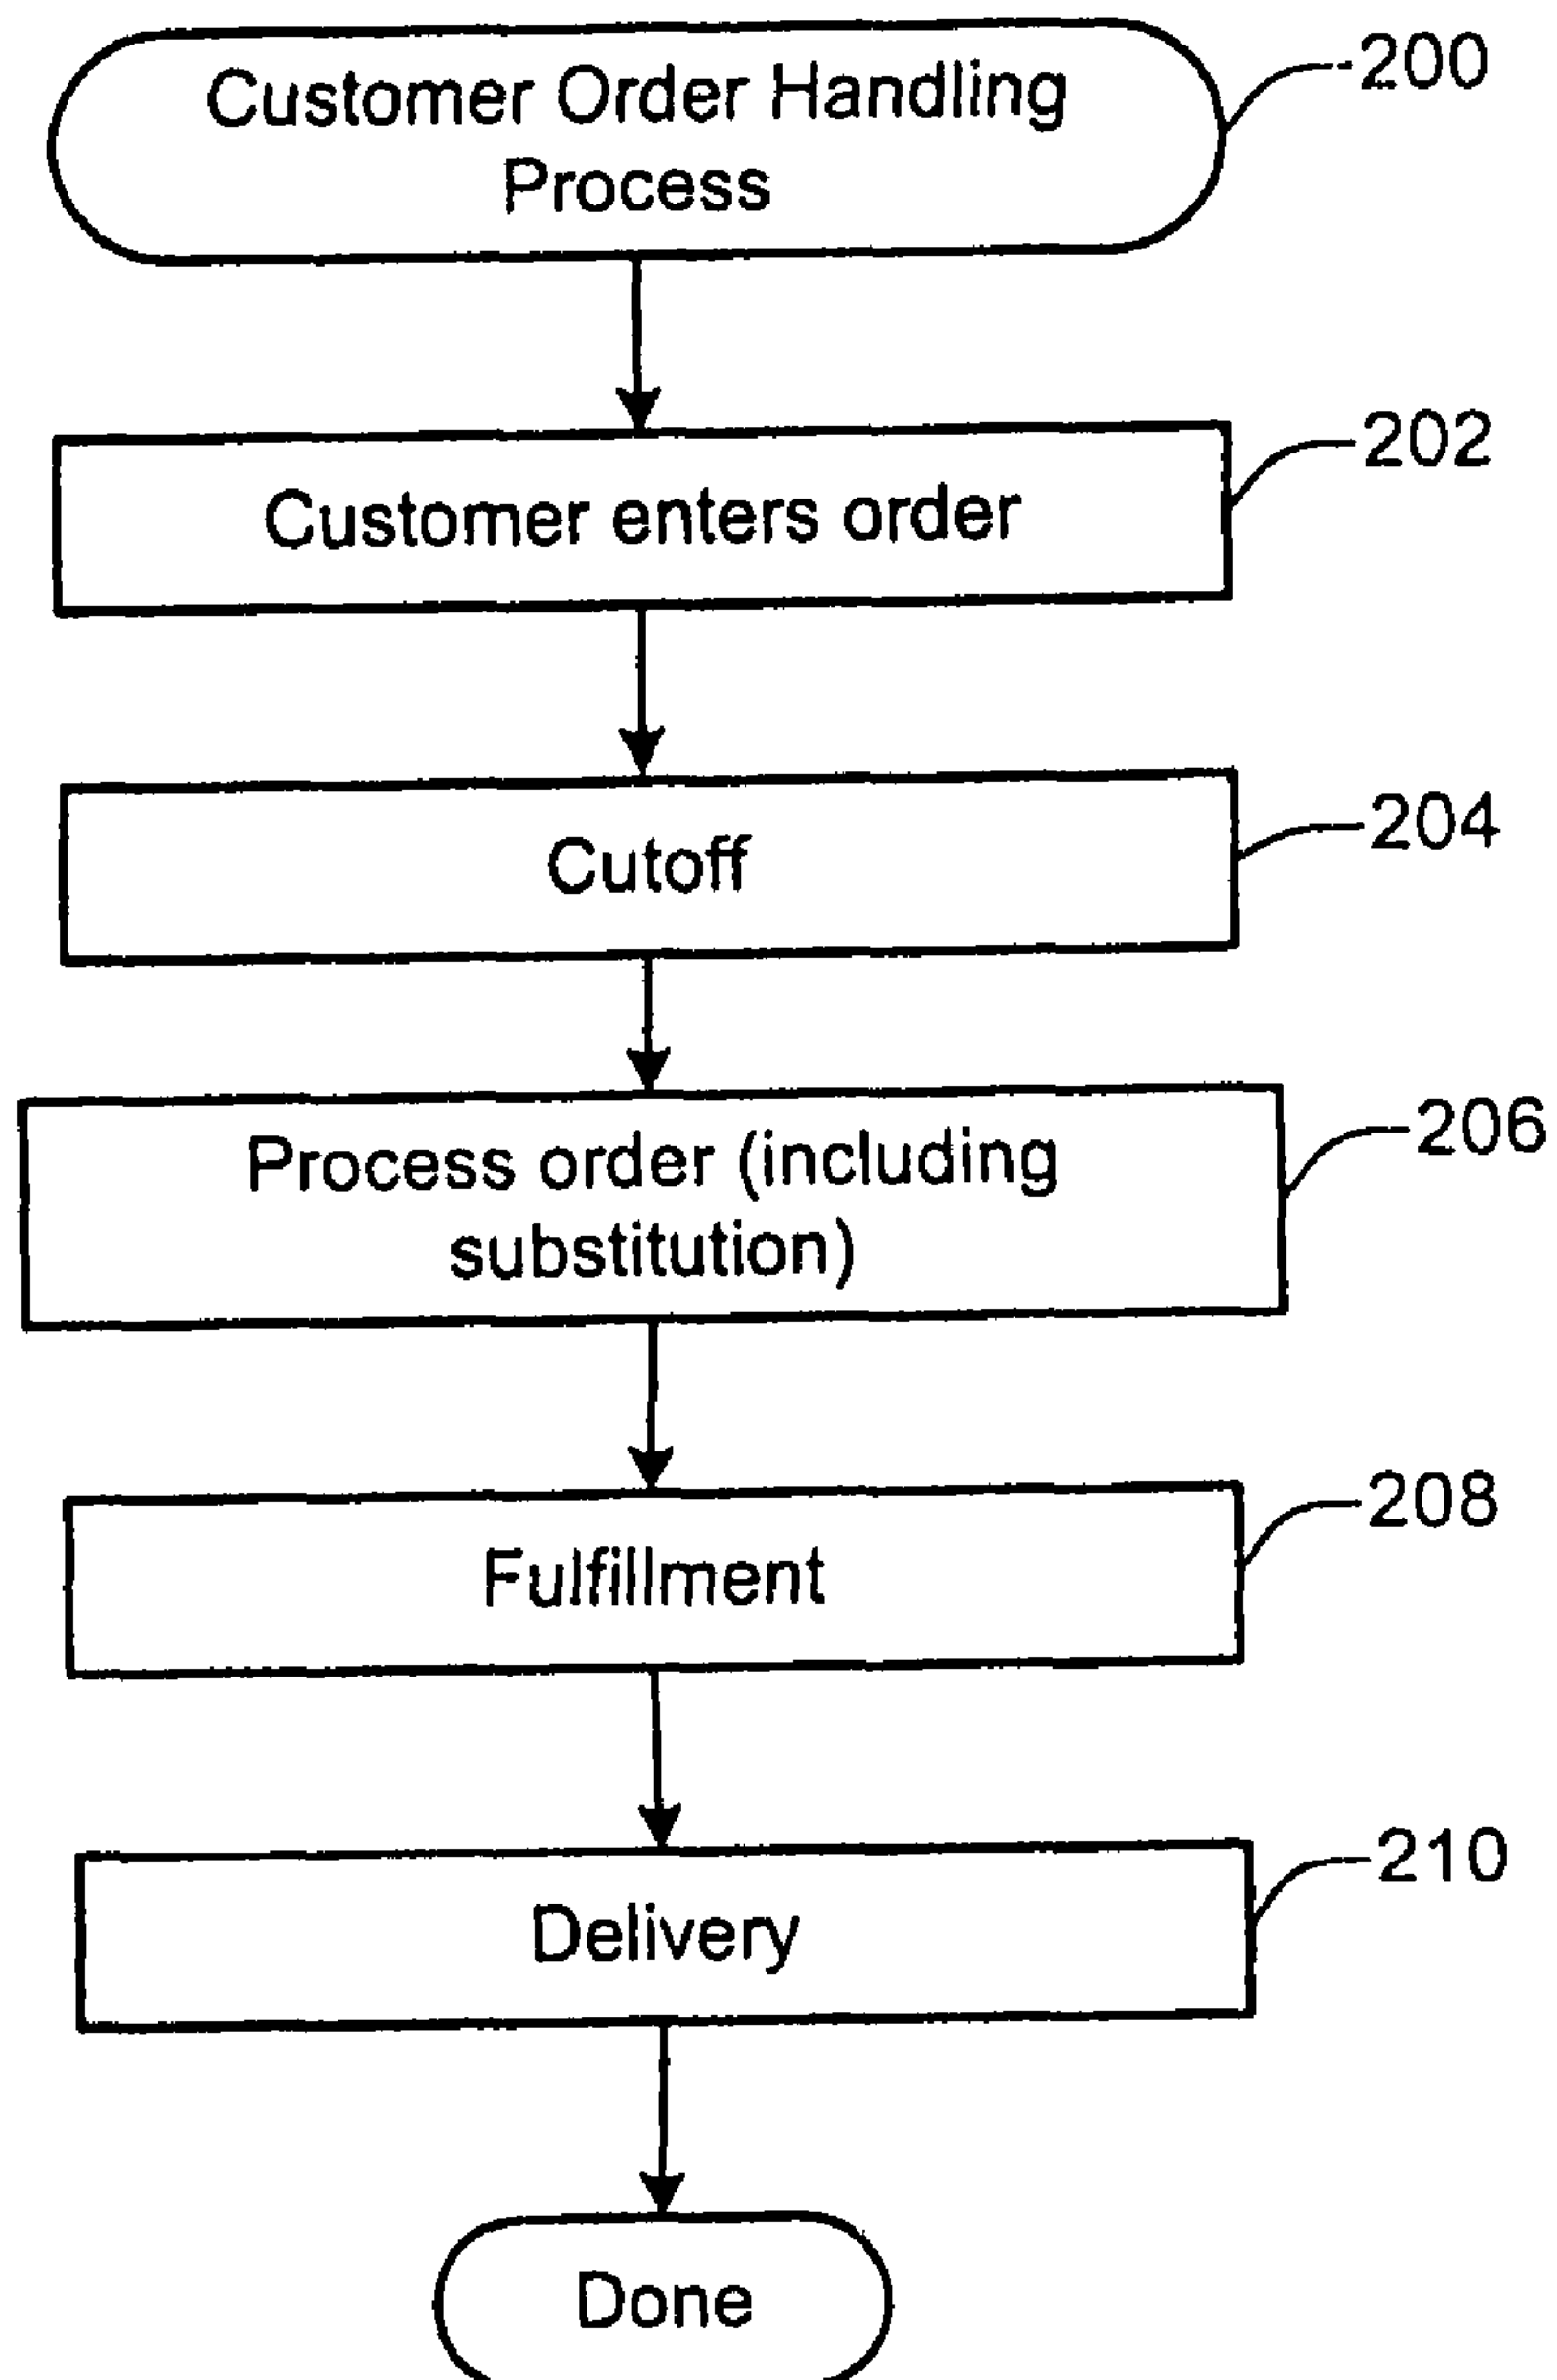 Customer Order Handling
Process
200
Customer enters order
202
Cutoff
204
Process order (including
substitution)
206
Fulfillment
208
Delivery
210
Done